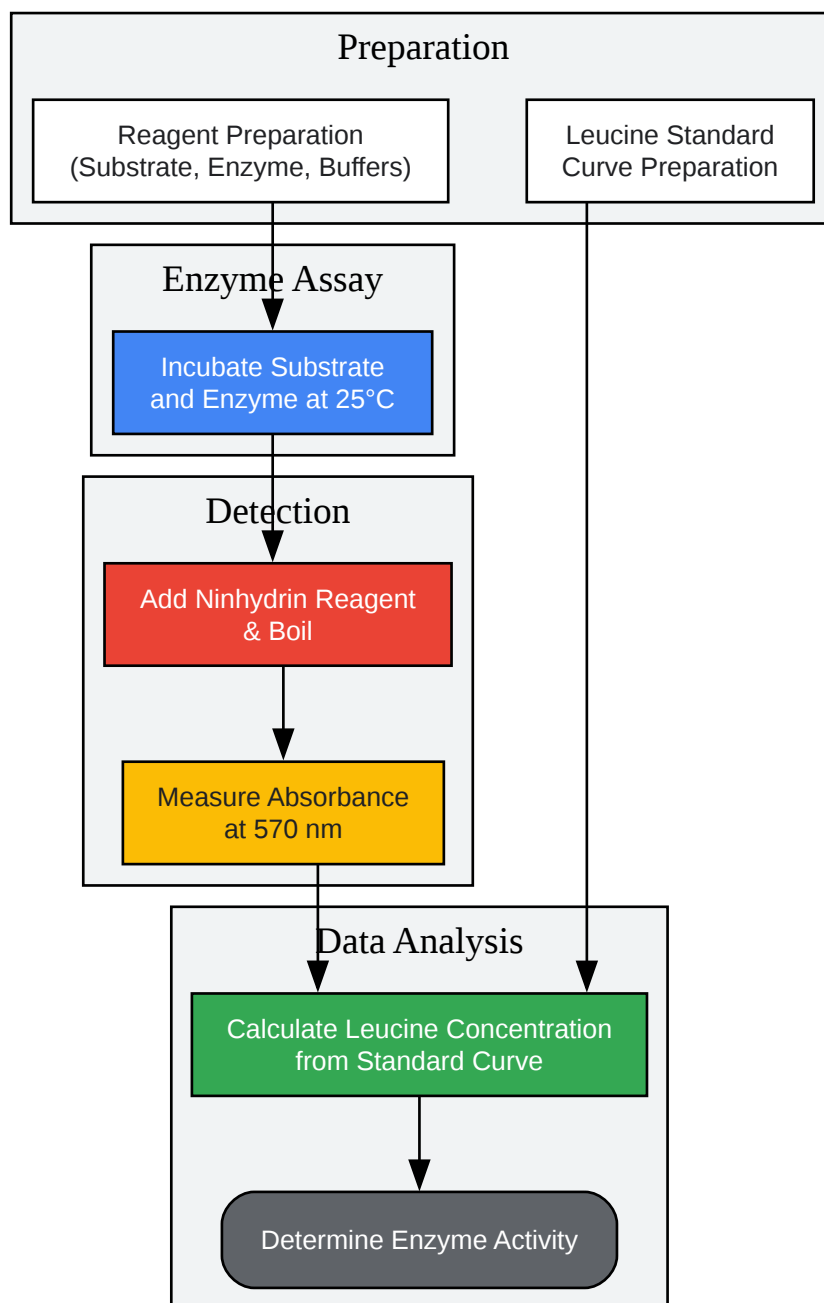 Preparation
Reagent Preparation
(Substrate, Enzyme, Buffers)
Leucine Standard
Curve Preparation
Enzyme Assay
Incubate Substrate
and Enzyme at 25°C
Detection
Add Ninhydrin Reagent
& Boil
Measure Absorbance
at 570 nm
Data Analysis
Calculate Leucine Concentration
from Standard Curve
Determine Enzyme Activity